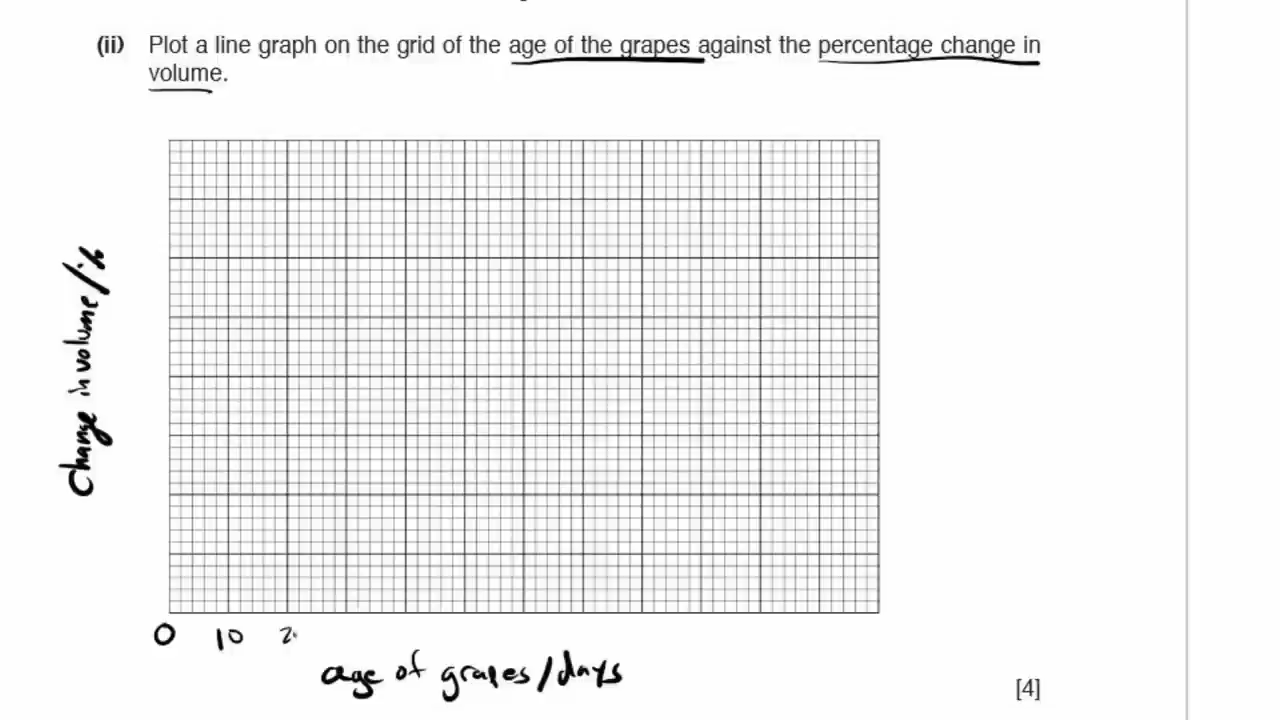 (ii) Plot a line graph on the grid of the age of the grapes against the percentage change in
volume.
Change in volume/%
0 10 2
age of grapes/days
[4]